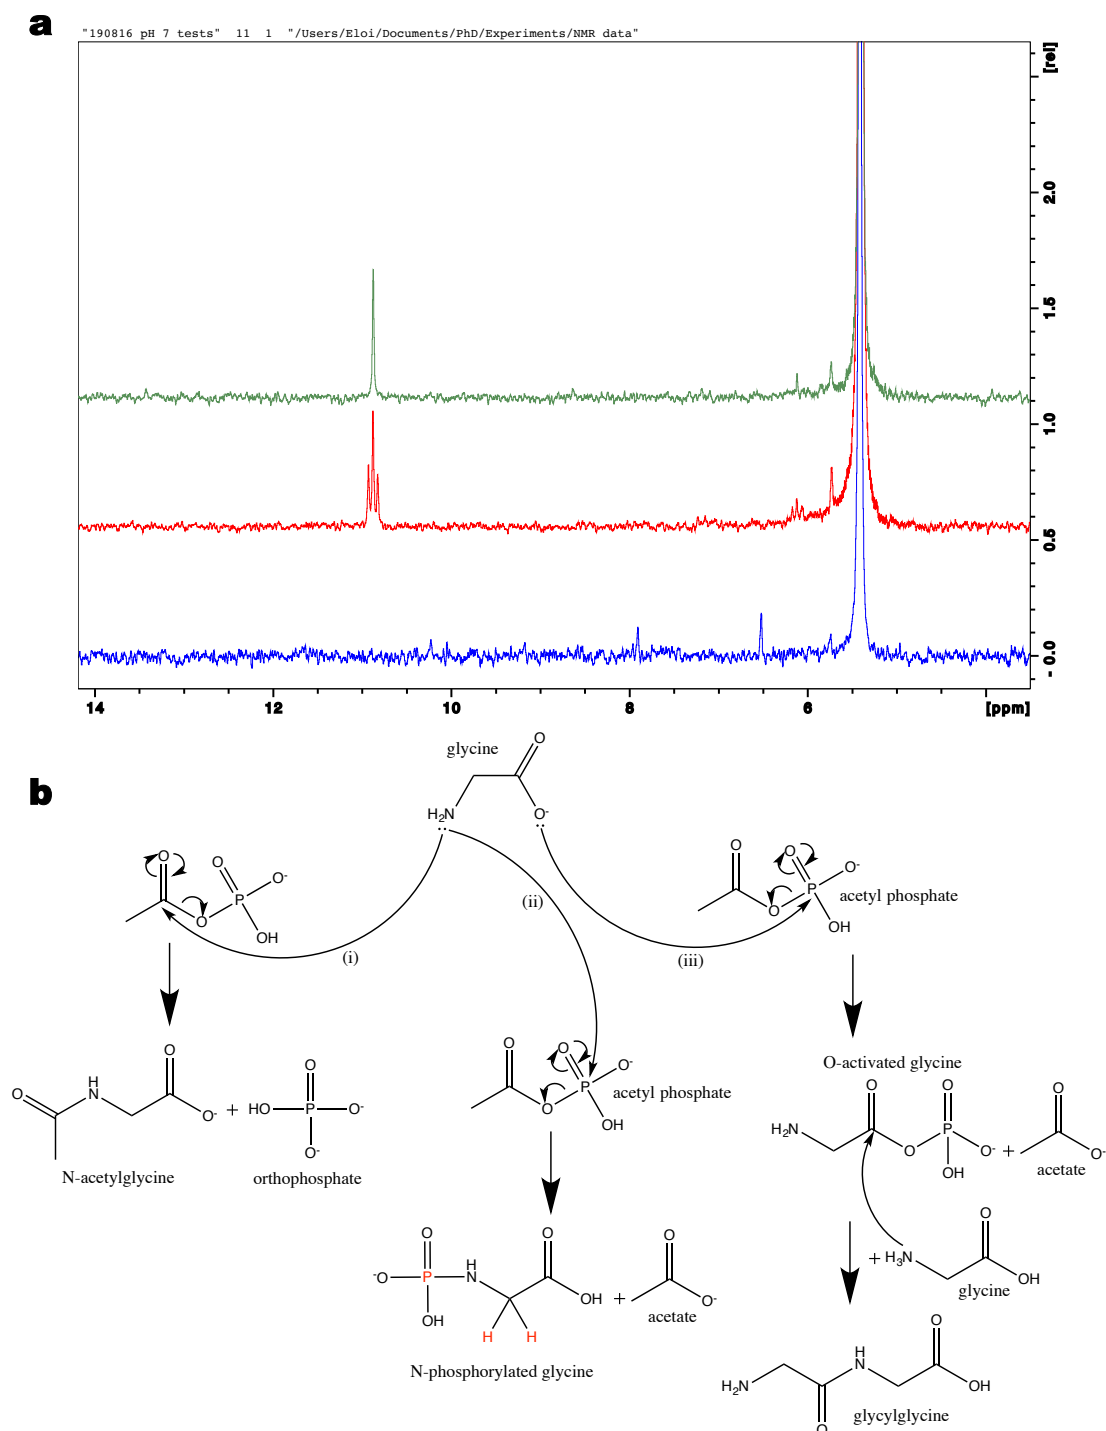 a
"190816 pH 7 tests" 11 1 "/Users/Eloi/Documents/PhD/Experiments/NMR data"
[rel]
2.0
1.5
1.0
0.5
- 0.0
14 12 10 8 6 [ppm]
b
glycine
O
H₂N
O⁻
O
O
P
O⁻
O
OH
(i)
(ii)
(iii)
O
O
P
O⁻
O
OH
acetyl phosphate
O
N
H
O
O⁻
N-acetylglycine
+
O
HO
P
O⁻
O⁻
orthophosphate
O
O
P
O⁻
O
OH
acetyl phosphate
O-activated glycine
H₂N
O
O
O
P
O⁻
OH
+
O
O⁻
acetate
+
H₃N
O
OH
glycine
O
⁻O
P
H
N
OH
O
OH
H
H
N-phosphorylated glycine
+
O
O⁻
acetate
H₂N
O
H
N
O
OH
glycylglycine